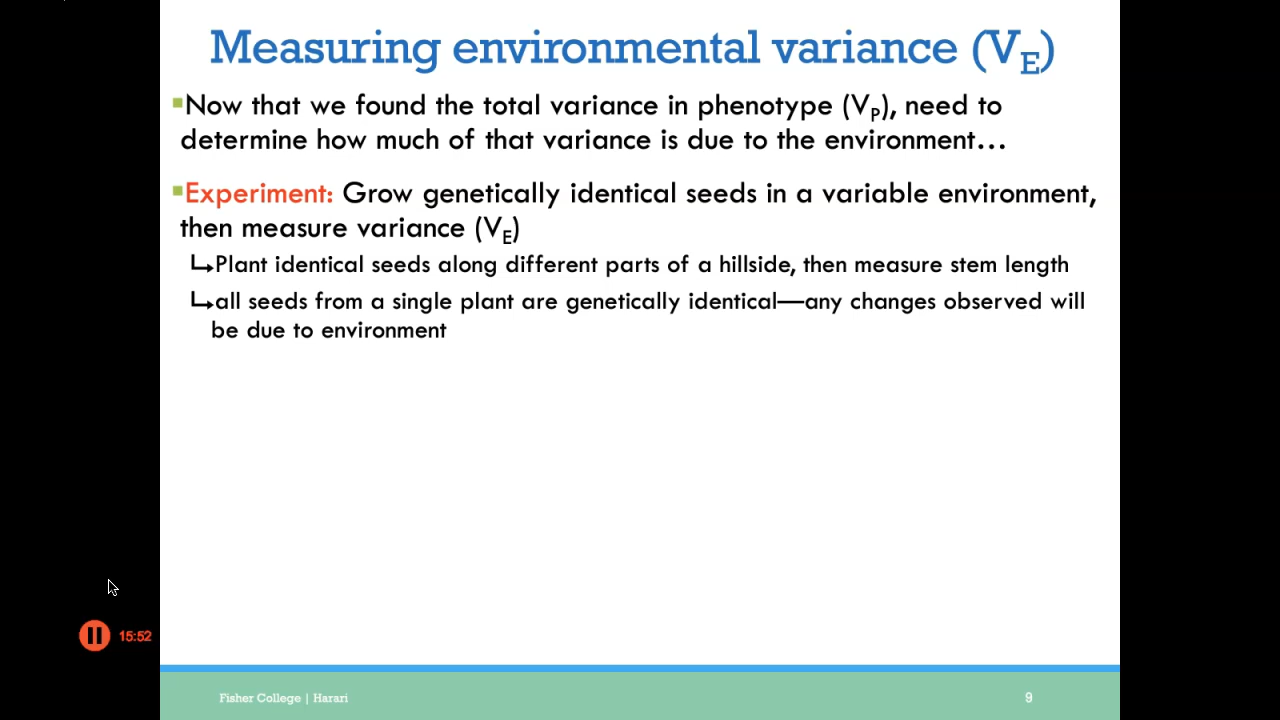 Measuring environmental variance (VE)
Now that we found the total variance in phenotype (VP), need to
determine how much of that variance is due to the environment…
Experiment: Grow genetically identical seeds in a variable environment,
then measure variance (VE)
Plant identical seeds along different parts of a hillside, then measure stem length
all seeds from a single plant are genetically identical—any changes observed will
be due to environment
15:52
Fisher College | Harari
9